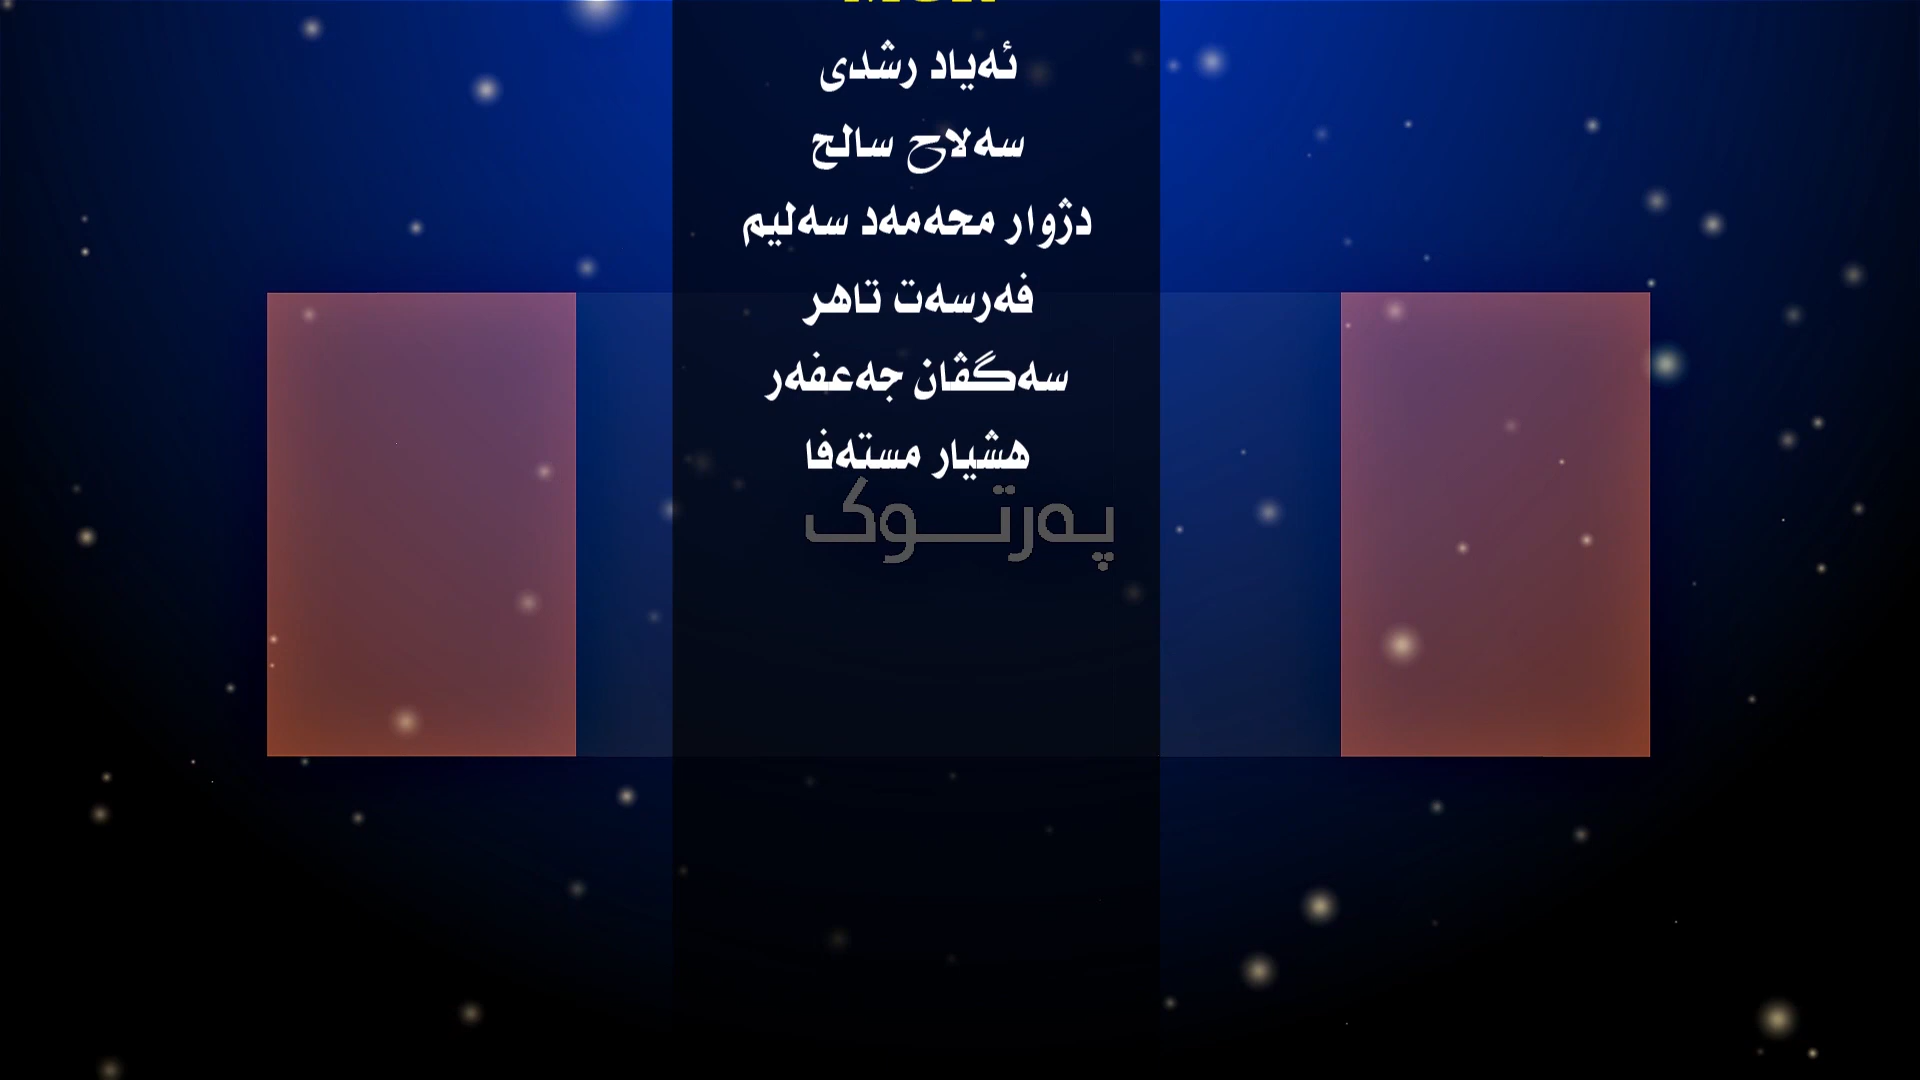 ئەیاد رشدی
سەلاح سالح
دژوار محەمەد سەلیم
فەرسەت تاهر
سەگڤان جەعفەر
هشیار مستەفا
پەرتوک